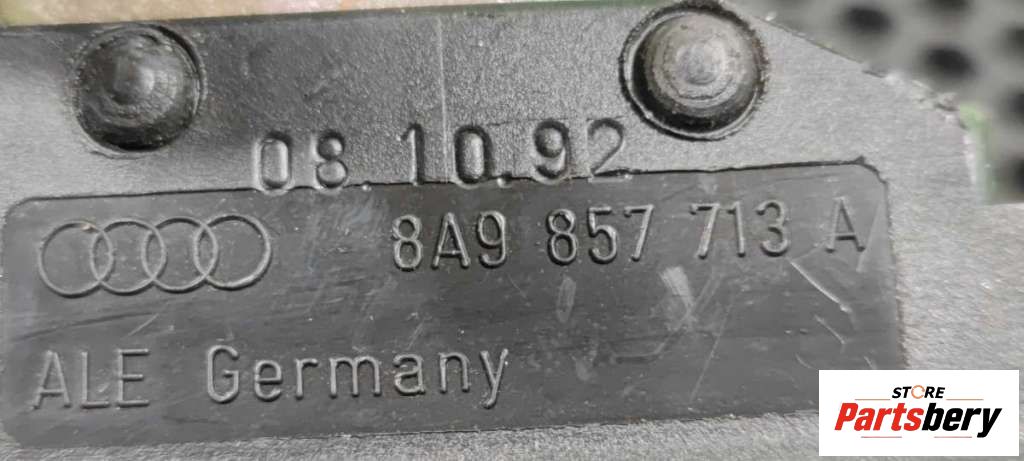 08.10.92
8A9 857 713 A
ALE Germany
STORE
Partsbery